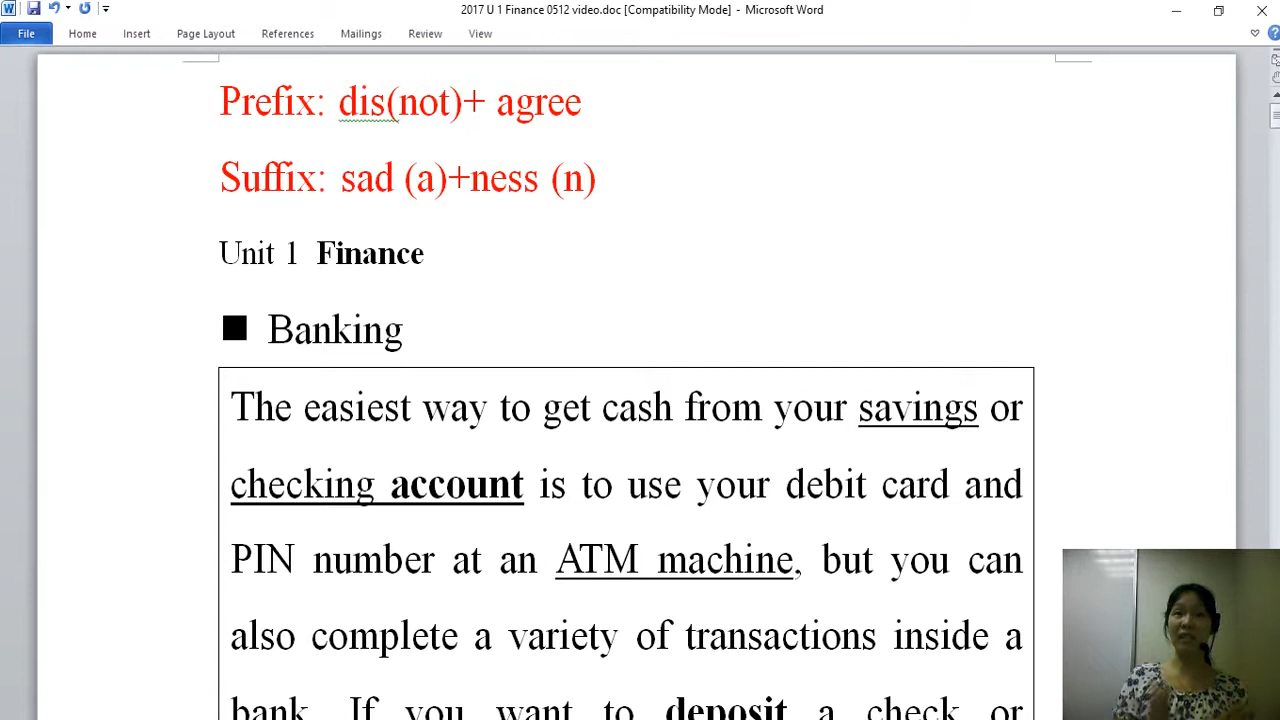 2017 U 1 Finance 0512 video.doc [Compatibility Mode] - Microsoft Word
File Home Insert Page Layout References Mailings Review View
Prefix: dis(not)+ agree
Suffix: sad (a)+ness (n)
Unit 1 Finance
■ Banking
The easiest way to get cash from your savings or
checking account is to use your debit card and
PIN number at an ATM machine, but you can
also complete a variety of transactions inside a
bank. If you want to deposit a check or